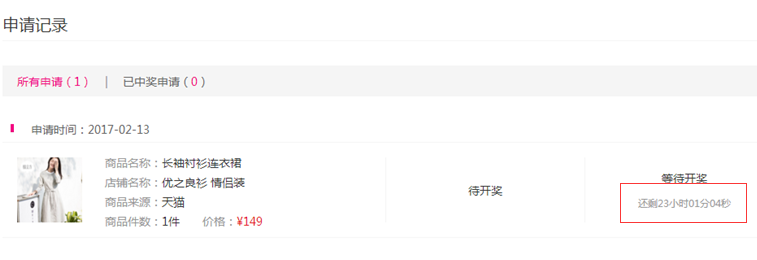 申请记录
所有申请（1） | 已中奖申请（0）
申请时间：2017-02-13
商品名称：长袖衬衫连衣裙
店铺名称：优之良衫 情侣装
商品来源：天猫
商品件数：1件 价格：¥149
待开奖
等待开奖
还剩23小时01分04秒